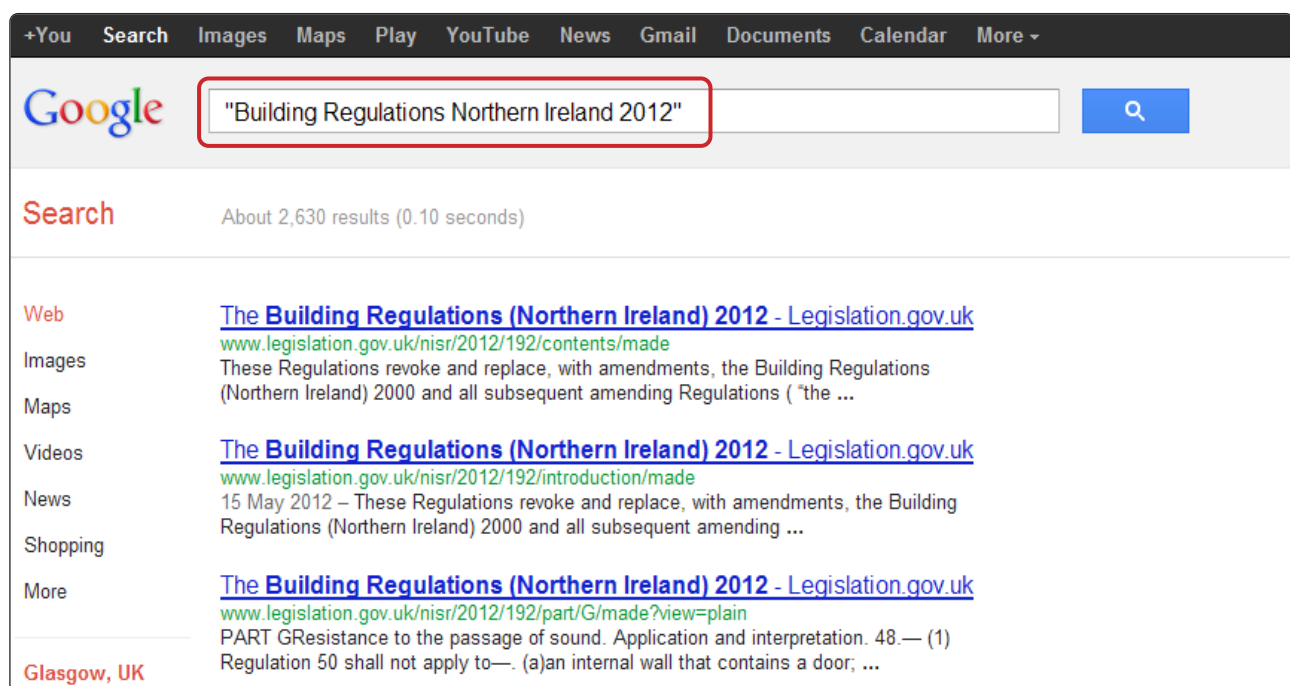 +You Search Images Maps Play YouTube News Gmail Documents Calendar More
Google "Building Regulations Northern Ireland 2012"
Search About 2,630 results (0.10 seconds)
Web
Images
Maps
Videos
News
Shopping
More
Glasgow, UK
The Building Regulations (Northern Ireland) 2012 - Legislation.gov.uk
www.legislation.gov.uk/nisr/2012/192/contents/made
These Regulations revoke and replace, with amendments, the Building Regulations
(Northern Ireland) 2000 and all subsequent amending Regulations ( “the ...
The Building Regulations (Northern Ireland) 2012 - Legislation.gov.uk
www.legislation.gov.uk/nisr/2012/192/introduction/made
15 May 2012 – These Regulations revoke and replace, with amendments, the Building
Regulations (Northern Ireland) 2000 and all subsequent amending ...
The Building Regulations (Northern Ireland) 2012 - Legislation.gov.uk
www.legislation.gov.uk/nisr/2012/192/part/G/made?view=plain
PART GResistance to the passage of sound. Application and interpretation. 48.— (1)
Regulation 50 shall not apply to—. (a)an internal wall that contains a door; ...